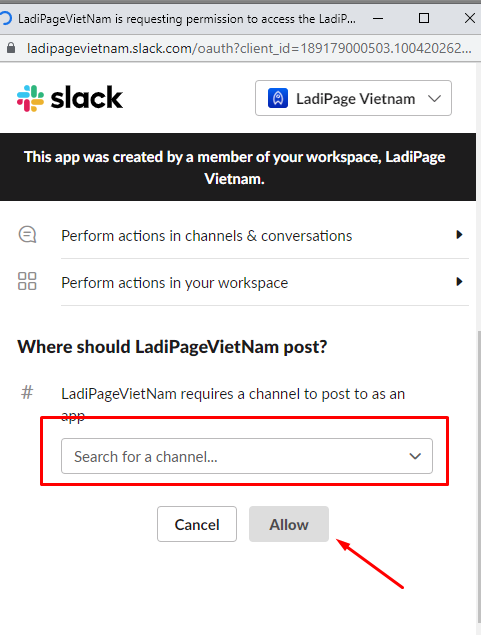 LadiPageVietNam is requesting permission to access the LadiP...
ladipagevietnam.slack.com/oauth?client_id=189179000503.100420262...
slack
LadiPage Vietnam
This app was created by a member of your workspace, LadiPage
Vietnam.
Perform actions in channels & conversations
Perform actions in your workspace
Where should LadiPageVietNam post?
# LadiPageVietNam requires a channel to post to as an
app
Search for a channel...
Cancel
Allow